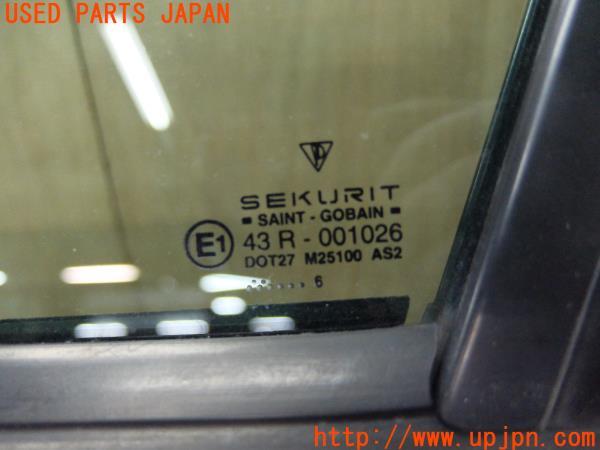 USED PARTS JAPAN
SEKURIT
SAINT - GOBAIN
E1
43 R - 001026
DOT27 M25100 AS2
...... 6
http://www.upjpn.com